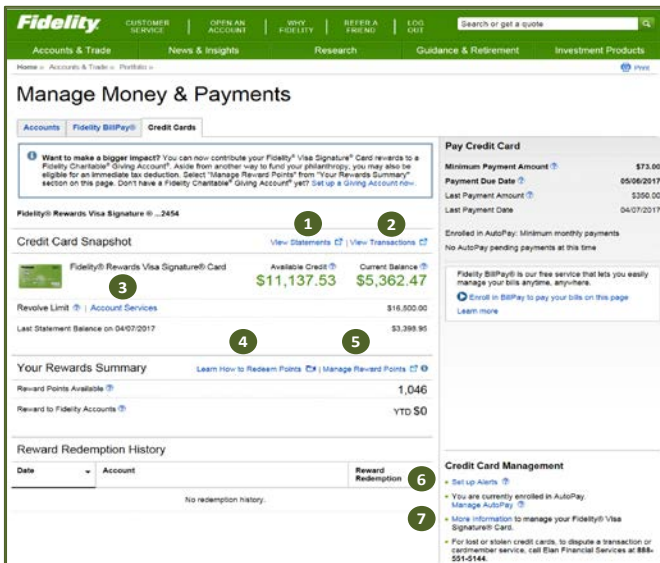 Fidelity
CUSTOMER SERVICE
OPEN AN ACCOUNT
WHY FIDELITY
REFER A FRIEND
LOG OUT
Search or get a quote
Accounts & Trade
News & Insights
Research
Guidance & Retirement
Investment Products
Home » Accounts & Trade » Portfolio »
Print
Manage Money & Payments
Accounts
Fidelity BillPay®
Credit Cards
Want to make a bigger impact? You can now contribute your Fidelity® Visa Signature® Card rewards to a
Fidelity Charitable® Giving Account®. Aside from another way to fund your philanthropy, you may also be
eligible for an immediate tax deduction. Select "Manage Reward Points" from "Your Rewards Summary"
section on this page. Don't have a Fidelity Charitable® Giving Account® yet? Set up a Giving Account now.
Fidelity® Rewards Visa Signature ® ...2454
1
2
Credit Card Snapshot
View Statements | View Transactions
Fidelity® Rewards Visa Signature® Card
Available Credit
$11,137.53
Current Balance
$5,362.47
3
Revolve Limit | Account Services
$16,500.00
Last Statement Balance on 04/07/2017
$3,398.95
4
5
Your Rewards Summary
Learn How to Redeem Points | Manage Reward Points
Reward Points Available
1,046
Reward to Fidelity Accounts
YTD $0
Reward Redemption History
Date
Account
Reward
Redemption
No redemption history.
Pay Credit Card
Minimum Payment Amount $73.00
Payment Due Date 05/06/2017
Last Payment Amount $350.00
Last Payment Date 04/07/2017
Enrolled in AutoPay: Minimum monthly payments
No AutoPay pending payments at this time
Fidelity BillPay® is our free service that lets you easily
manage your bills anytime, anywhere.
Enroll in BillPay to pay your bills on this page
Learn more
Credit Card Management
6
Set up Alerts
You are currently enrolled in AutoPay.
Manage AutoPay
7
More information to manage your Fidelity® Visa
Signature® Card.
For lost or stolen credit cards, to dispute a transaction or
cardmember service, call Elan Financial Services at 888-
551-5144.